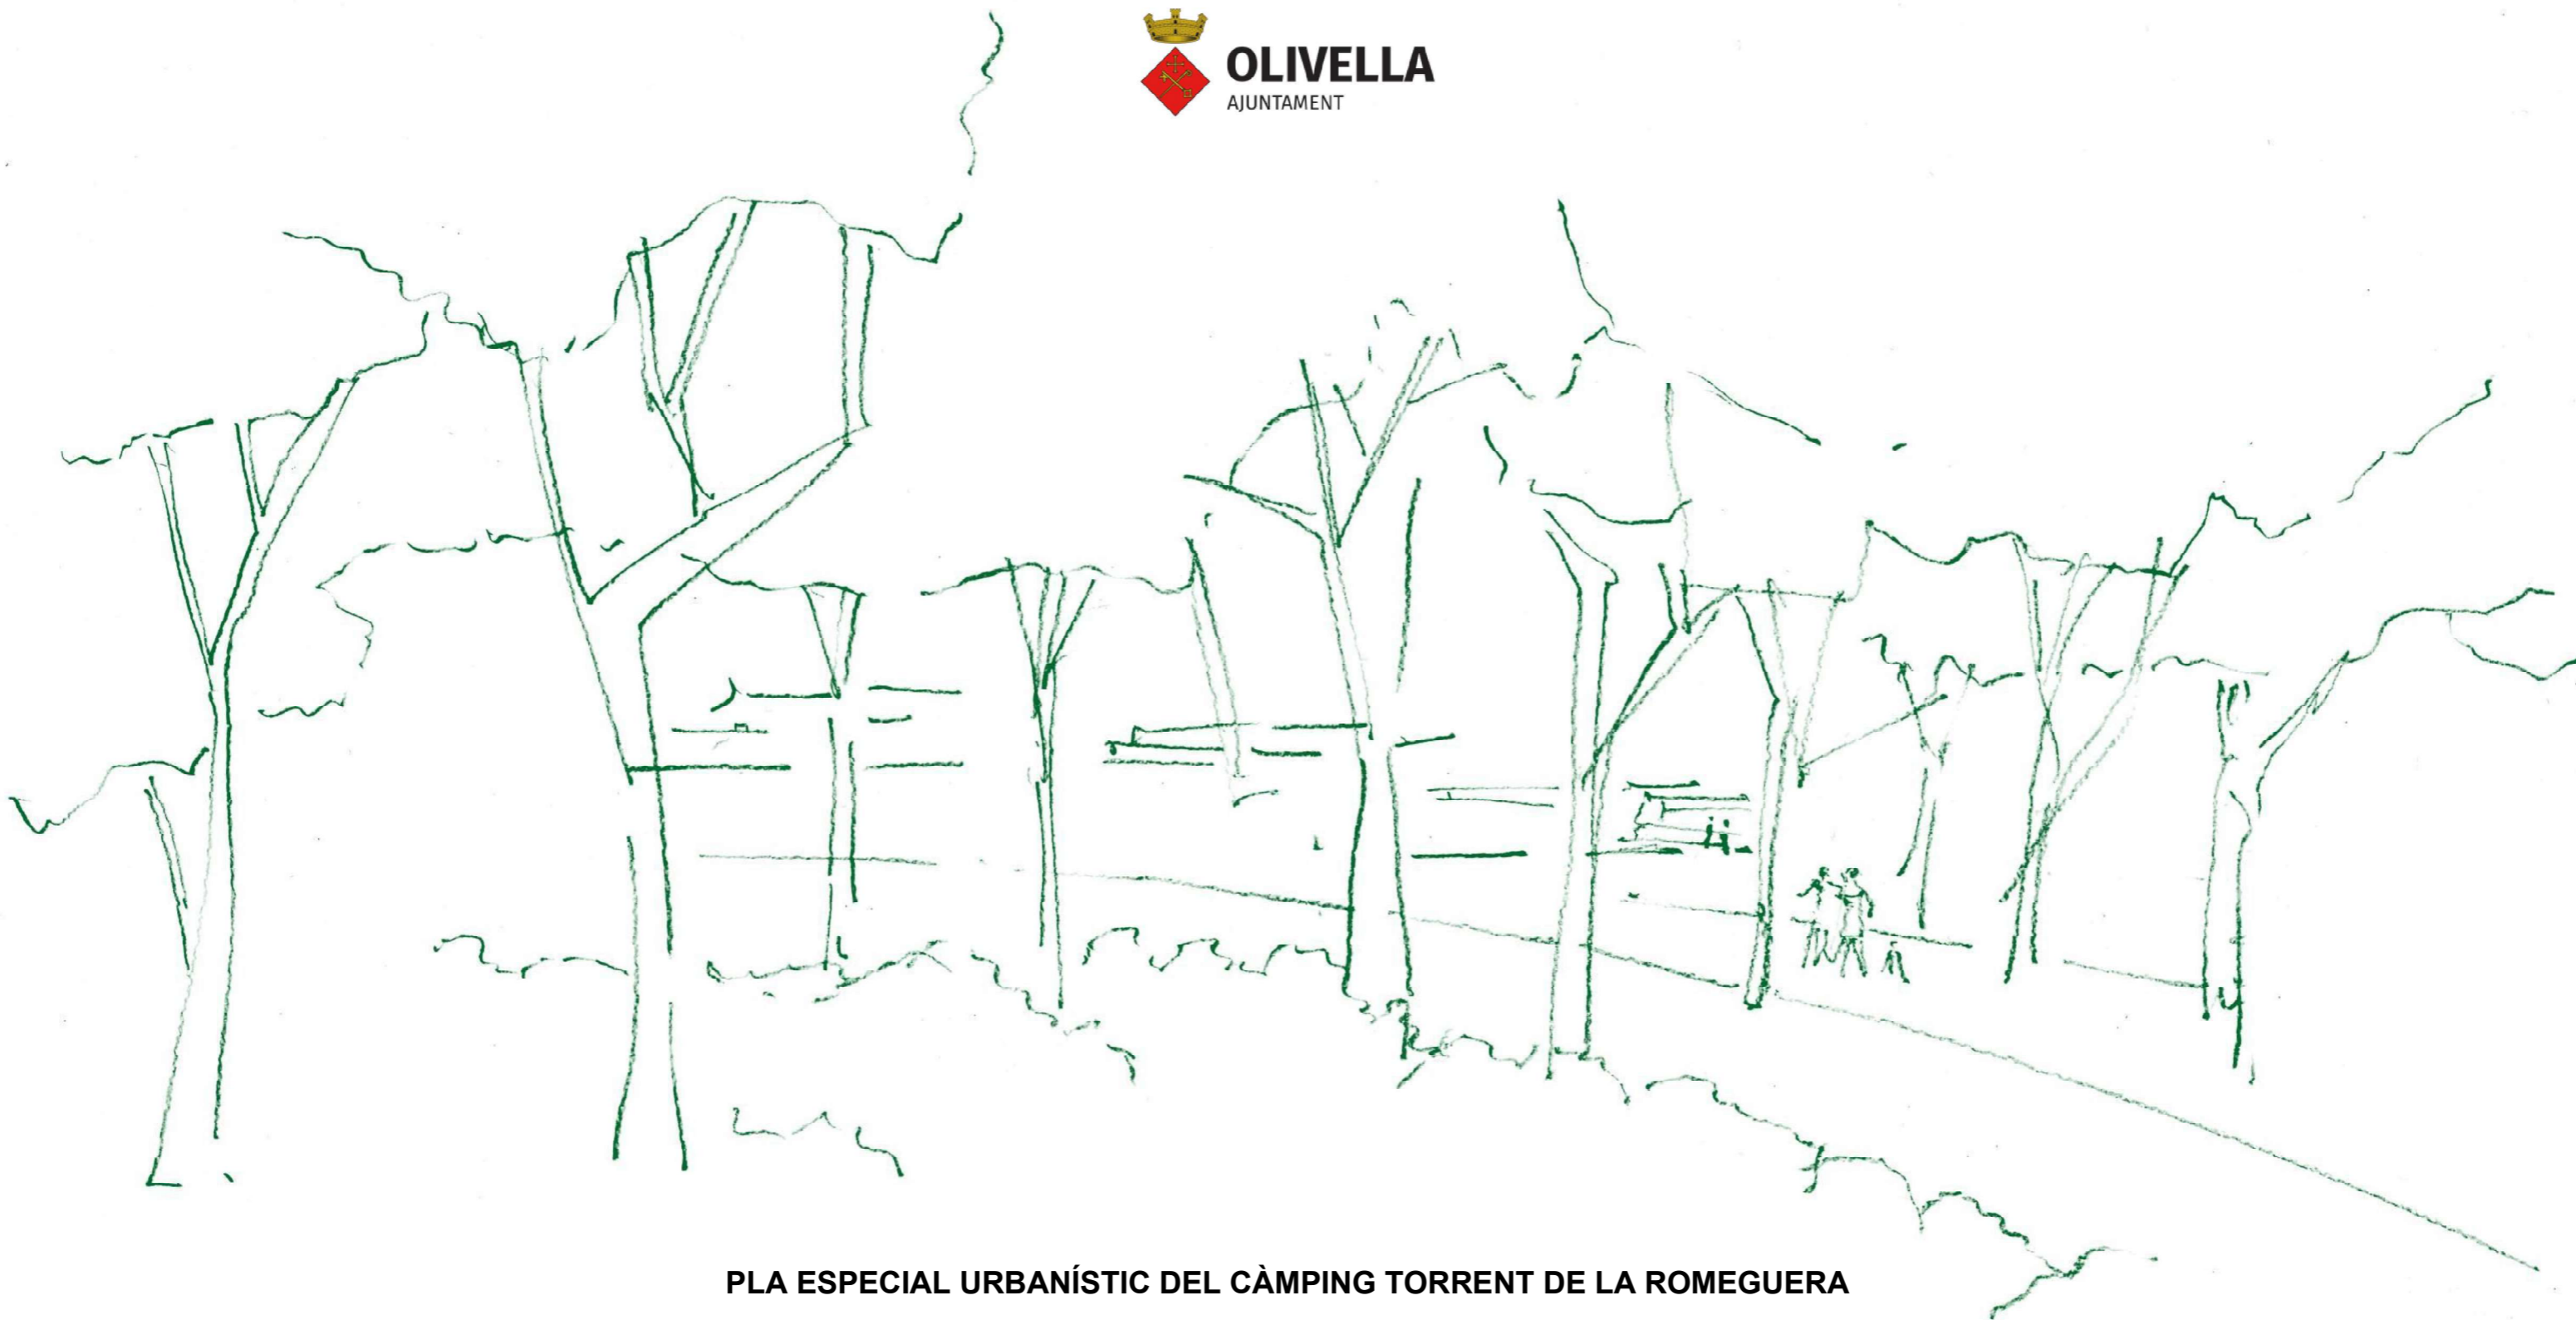 OLIVELLA
AJUNTAMENT
PLA ESPECIAL URBANÍSTIC DEL CÀMPING TORRENT DE LA ROMEGUERA